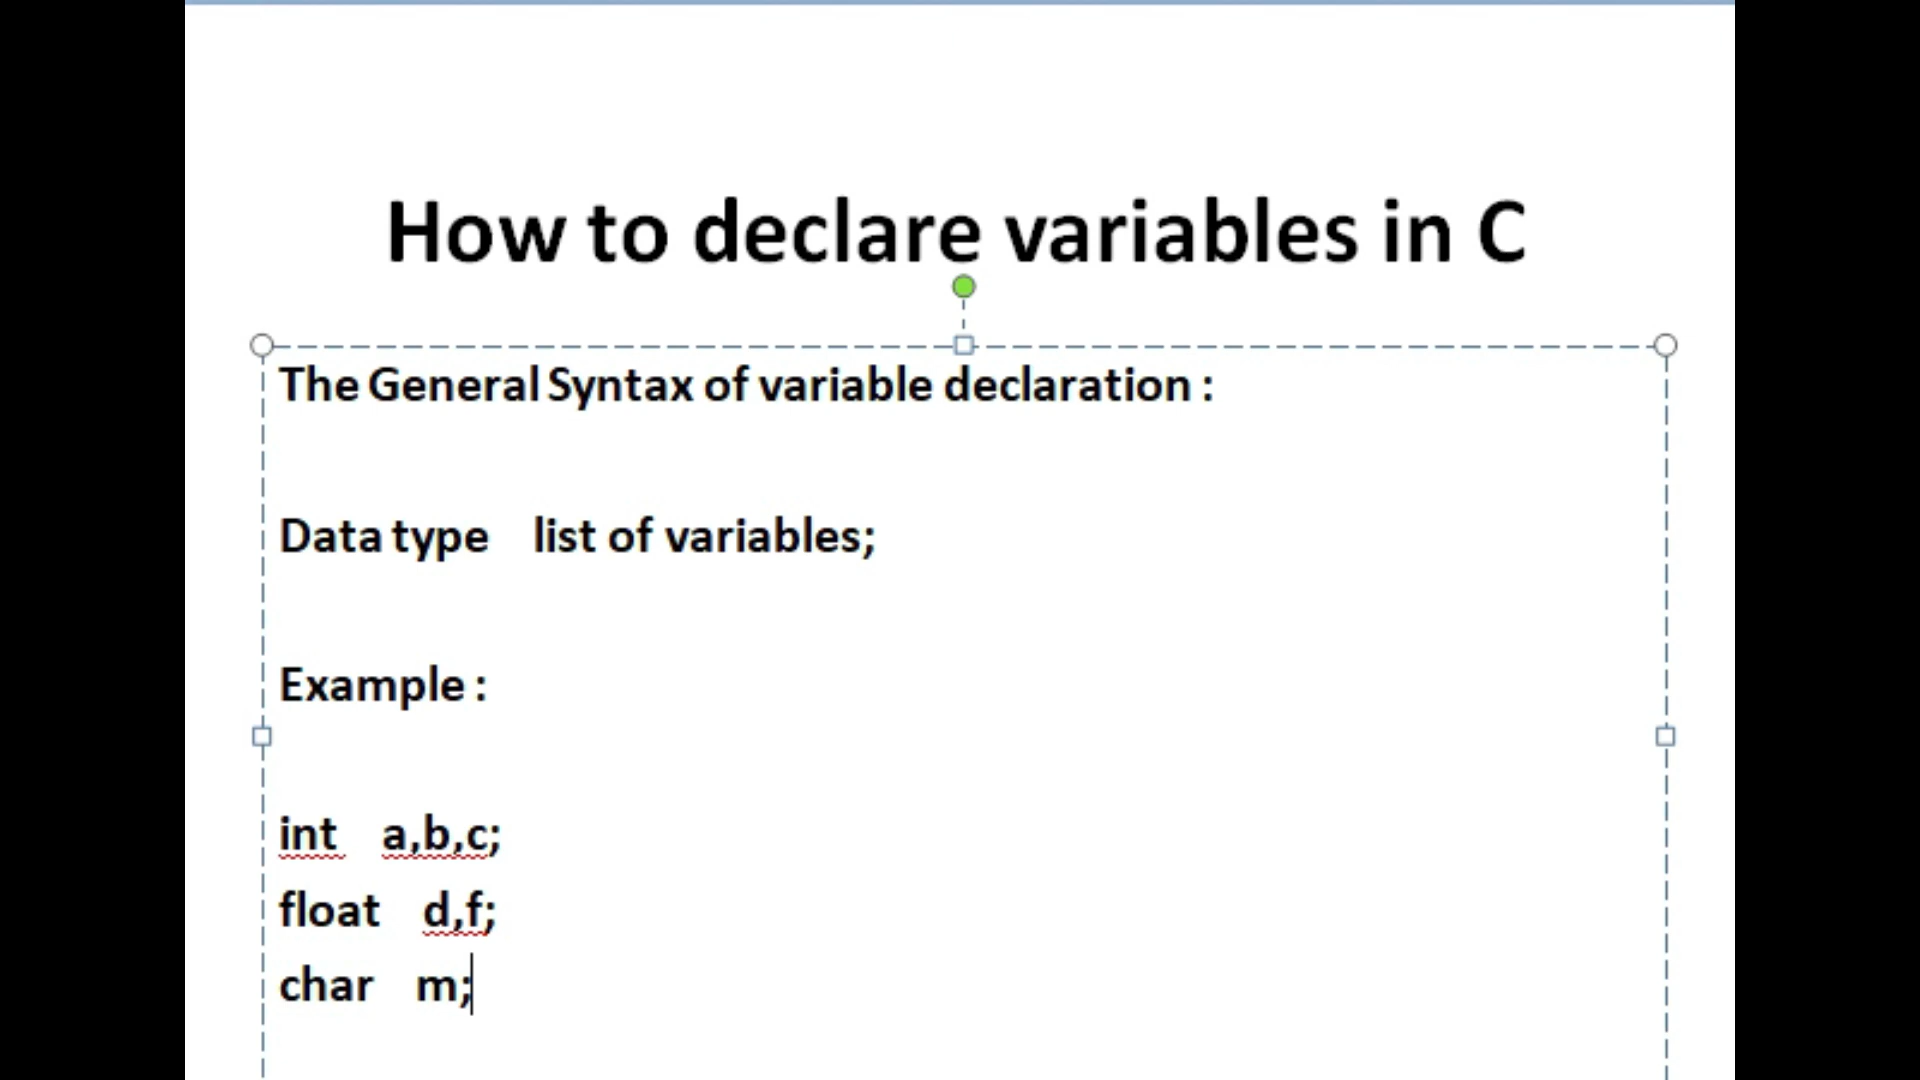 How to declare variables in C
The General Syntax of variable declaration :
Data type list of variables;
Example :
int a,b,c;
float d,f;
char m;